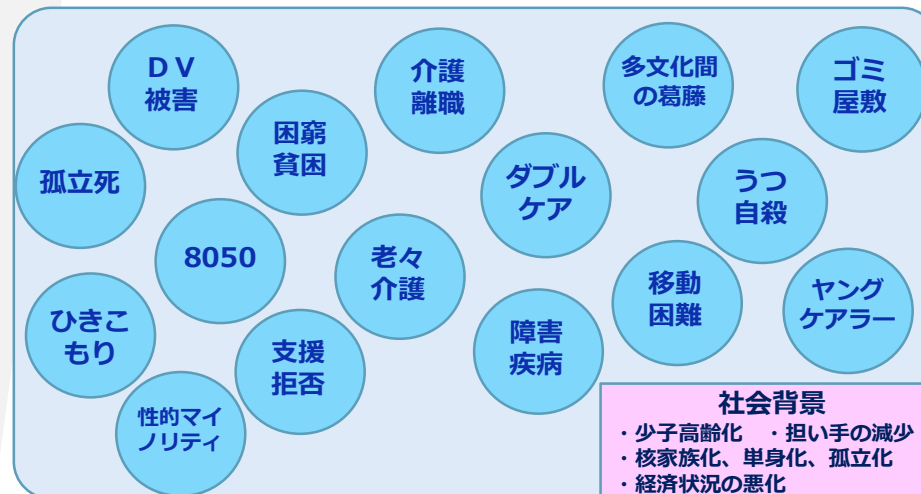 ＤＶ
被害
介護
離職
多文化間
の葛藤
ゴミ
屋敷
困窮
貧困
孤立死
ダブル
ケア
うつ
自殺
8050
老々
介護
移動
困難
ヤング
ケアラー
ひきこ
もり
支援
拒否
障害
疾病
性的マイ
ノリティ
社会背景
・少子高齢化　・担い手の減少
・核家族化、単身化、孤立化
・経済状況の悪化